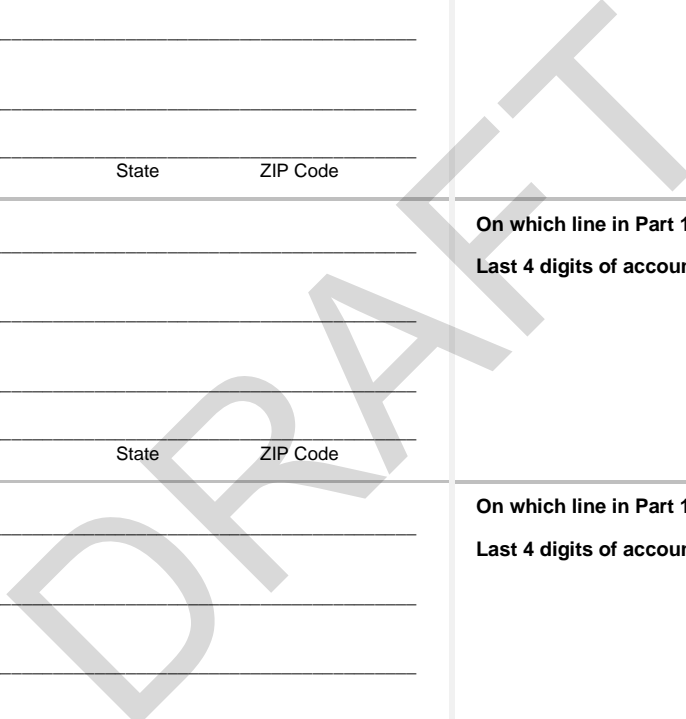 State ZIP Code
On which line in Part 1
Last 4 digits of accoun
State ZIP Code
On which line in Part 1
Last 4 digits of accoun
DRAFT